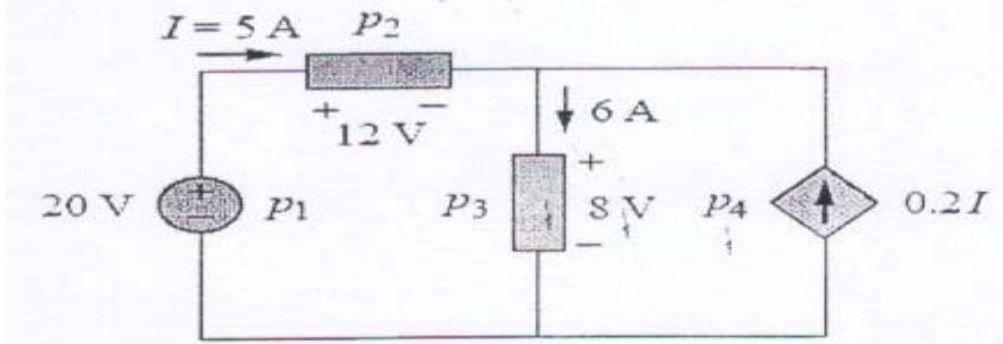 I = 5 A
p2
+ −
12 V
6 A
20 V
+
−
p1
p3
+
8 V
−
p4
0.2I